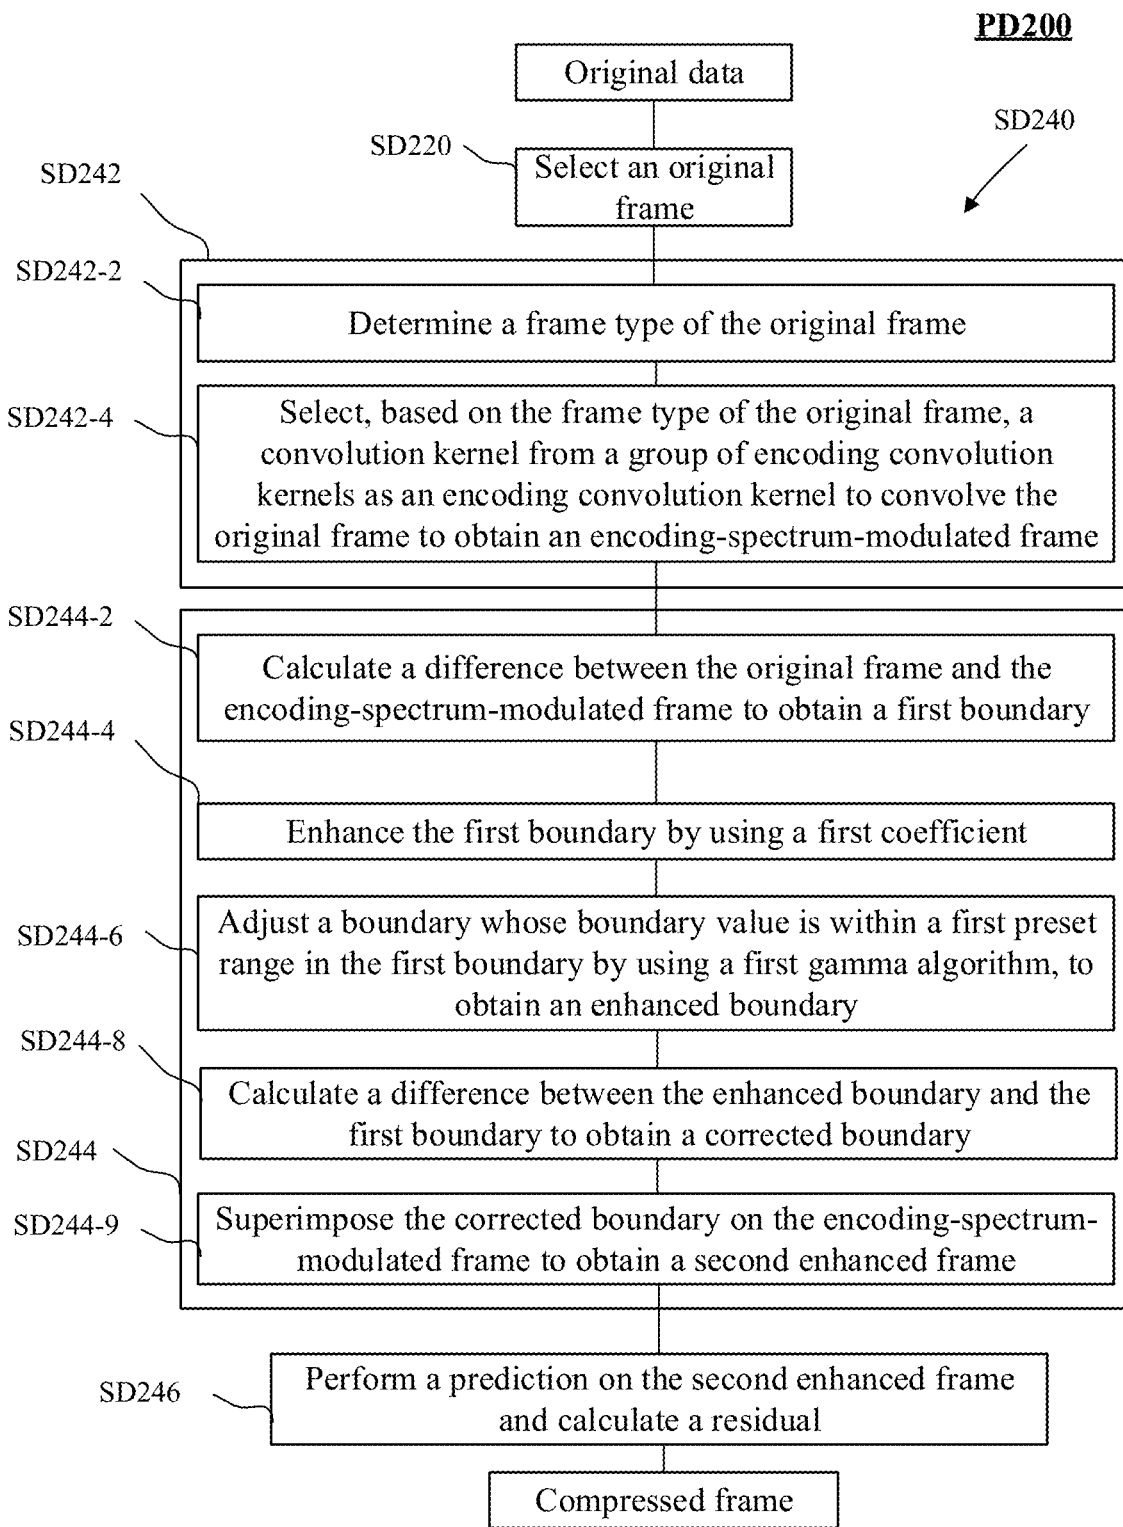 PD200
Original data
SD240
SD220
Select an original
frame
SD242
SD242-2
Determine a frame type of the original frame
SD242-4
Select, based on the frame type of the original frame, a
convolution kernel from a group of encoding convolution
kernels as an encoding convolution kernel to convolve the
original frame to obtain an encoding-spectrum-modulated frame
SD244-2
Calculate a difference between the original frame and the
encoding-spectrum-modulated frame to obtain a first boundary
SD244-4
Enhance the first boundary by using a first coefficient
SD244-6
Adjust a boundary whose boundary value is within a first preset
range in the first boundary by using a first gamma algorithm, to
obtain an enhanced boundary
SD244-8
Calculate a difference between the enhanced boundary and the
first boundary to obtain a corrected boundary
SD244
SD244-9
Superimpose the corrected boundary on the encoding-spectrum-
modulated frame to obtain a second enhanced frame
SD246
Perform a prediction on the second enhanced frame
and calculate a residual
Compressed frame